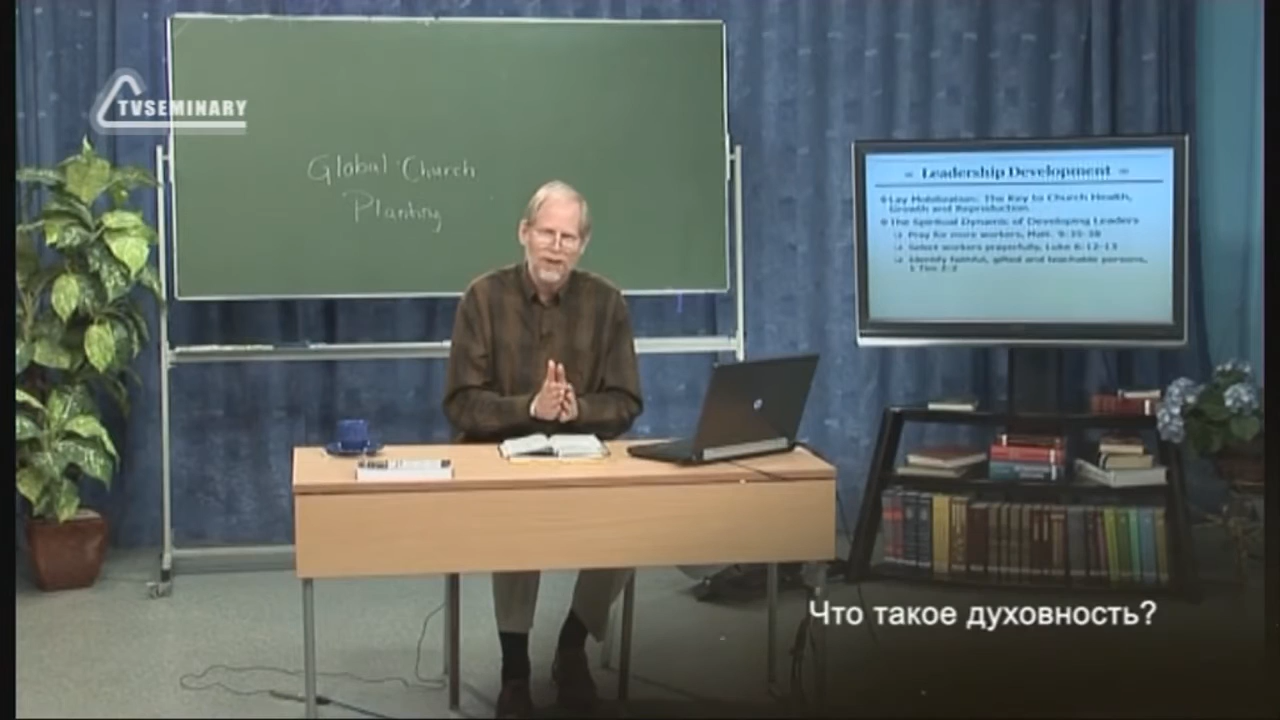 TVSEMINARY
Global Church
Planting
Leadership Development
Lay Mobilization: The Key to Church Health,
Growth and Reproduction
The Spiritual Dynamic of Developing Leaders
Pray for more workers, Matt. 9:35-38
Select workers prayerfully, Luke 6:12-13
Identify faithful, gifted and teachable persons,
1 Tim 2:2
Что такое духовность?